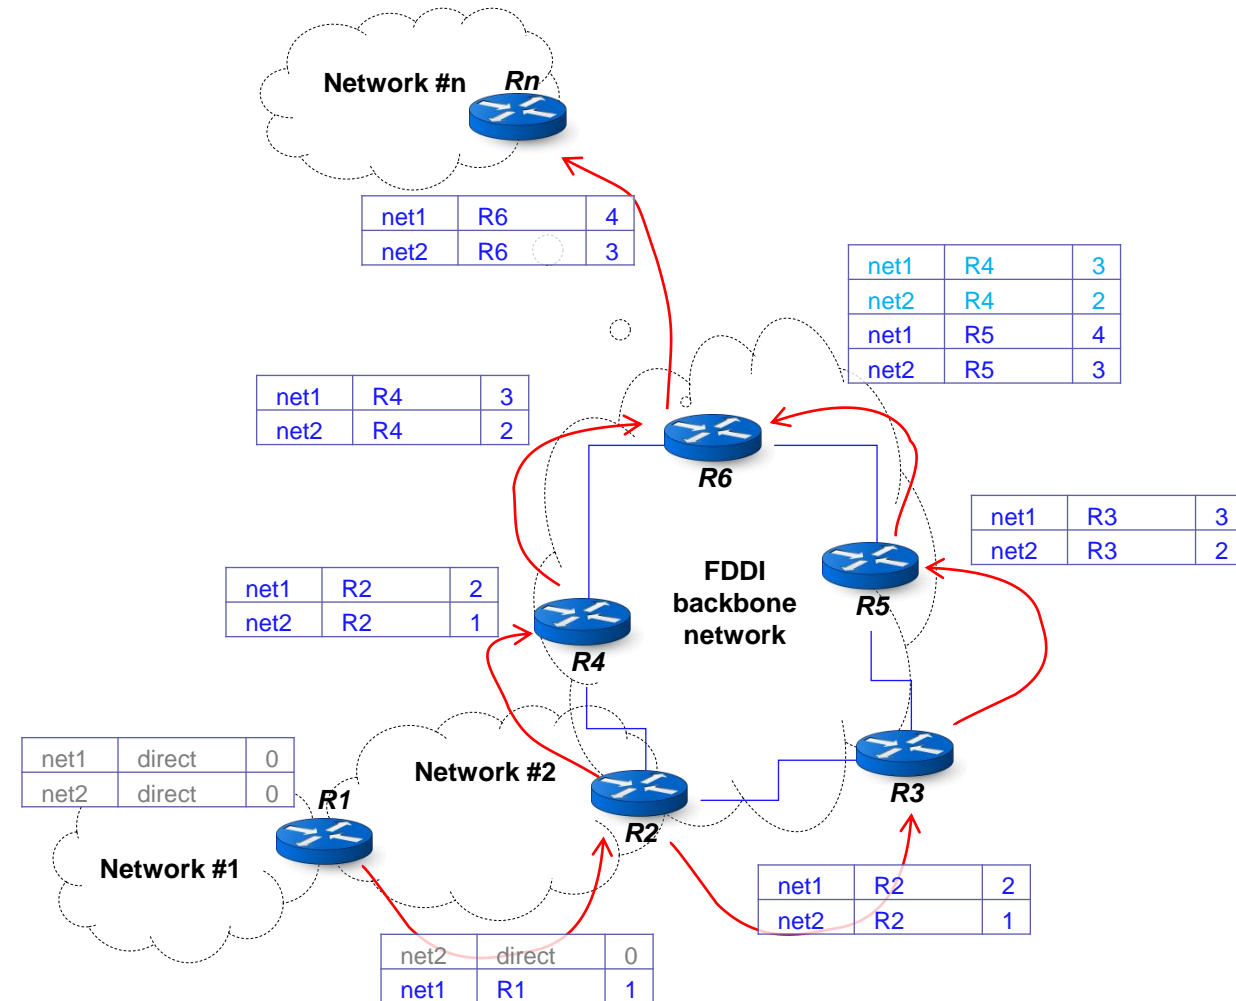 Network #n
Rn
net1 R6 4
net2 R6 3
net1 R4 3
net2 R4 2
net1 R5 4
net2 R5 3
net1 R4 3
net2 R4 2
R6
net1 R3 3
net2 R3 2
FDDI
backbone
network
R5
net1 R2 2
net2 R2 1
R4
net1 direct 0
net2 direct 0
R1
Network #2
R2
R3
Network #1
net1 R2 2
net2 R2 1
net2 direct 0
net1 R1 1